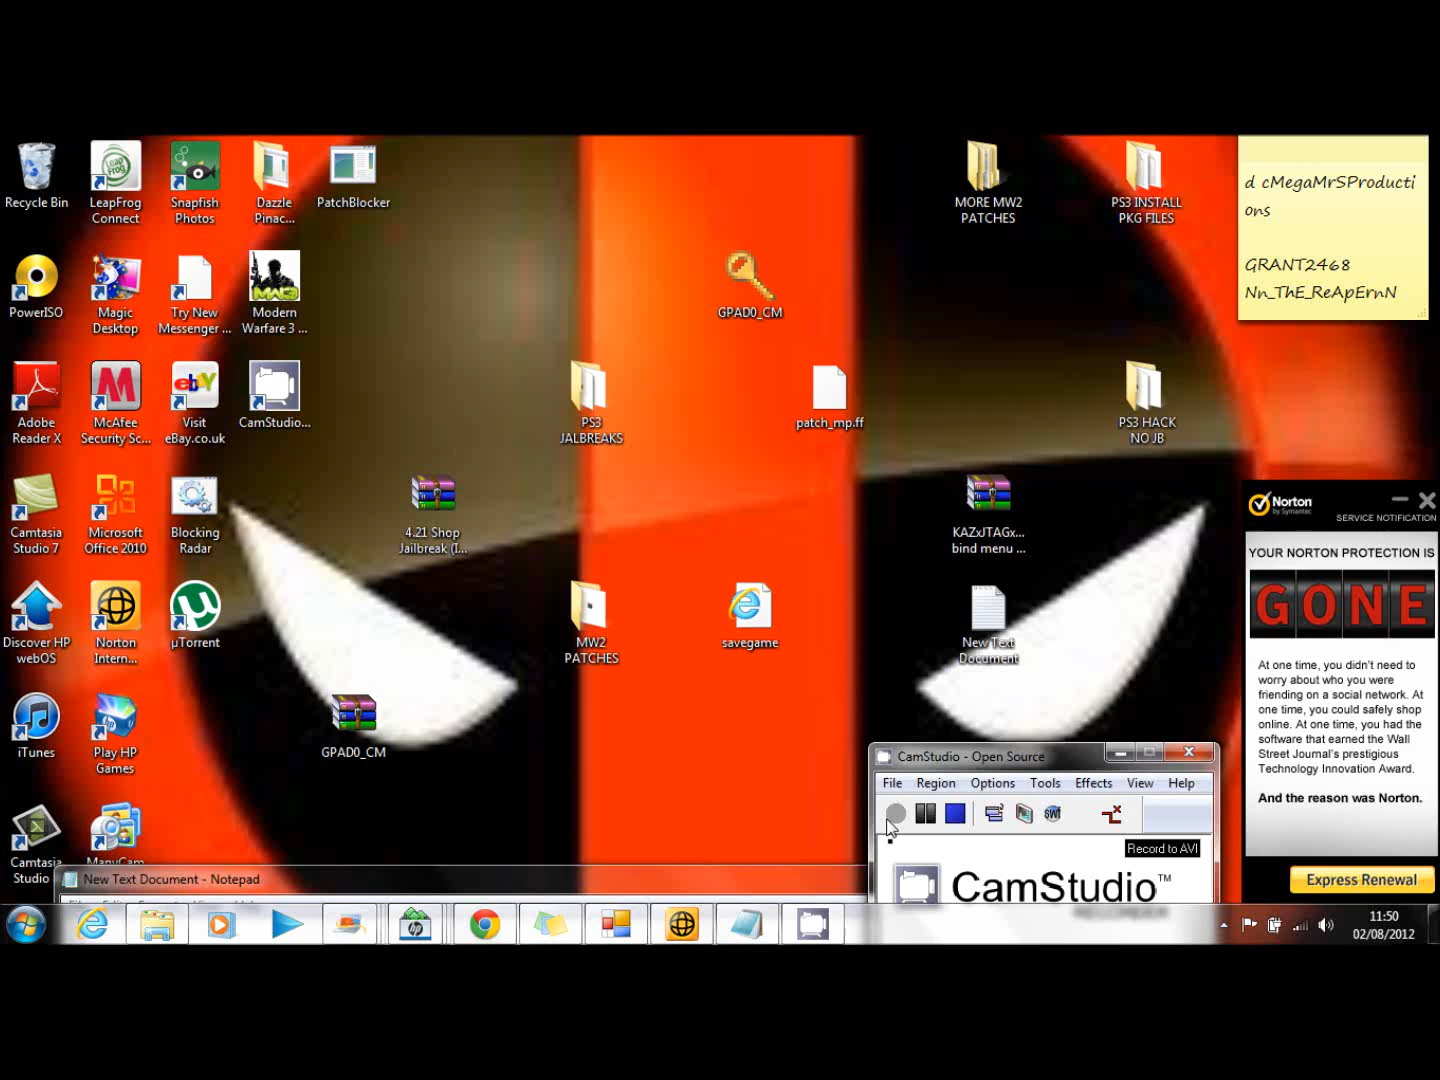 Recycle Bin
LeapFrog
Connect
Snapfish
Photos
Dazzle
Pinac...
PatchBlocker
MORE MW2
PATCHES
PS3 INSTALL
PKG FILES
d cMegaMrSProducti
ons
GRANT2468
Nn_ThE_ReApErnN
PowerISO
Magic
Desktop
Try New
Messenger ...
Modern
Warfare 3 ...
GPAD0_CM
Adobe
Reader X
McAfee
Security Sc...
Visit
eBay.co.uk
CamStudio...
PS3
JALBREAKS
patch_mp.ff
PS3 HACK
NO JB
Camtasia
Studio 7
Microsoft
Office 2010
Blocking
Radar
4.21 Shop
Jailbreak (I...
KAZxJTAGx...
bind menu ...
Norton
by Symantec
SERVICE NOTIFICATION
YOUR NORTON PROTECTION IS
GONE
At one time, you didn't need to
worry about who you were
friending on a social network. At
one time, you could safely shop
online. At one time, you had the
software that earned the Wall
Street Journal's prestigious
Technology Innovation Award.
And the reason was Norton.
Express Renewal
Discover HP
webOS
Norton
Intern...
µTorrent
MW2
PATCHES
savegame
New Text
Document
iTunes
Play HP
Games
GPAD0_CM
Camtasia
Studio
ManyCam
CamStudio - Open Source
File Region Options Tools Effects View Help
Record to AVI
CamStudio™
New Text Document - Notepad
11:50
02/08/2012